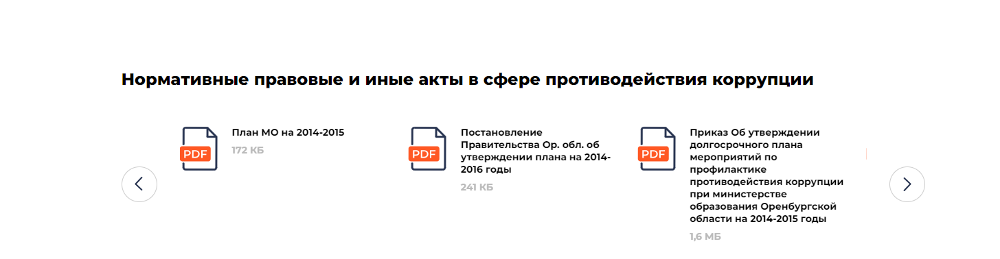 Нормативные правовые и иные акты в сфере противодействия коррупции
PDF
План МО на 2014-2015
172 КБ
PDF
Постановление
Правительства Ор. обл. об
утверждении плана на 2014-
2016 годы
241 КБ
PDF
Приказ Об утверждении
долгосрочного плана
мероприятий по
профилактике
противодействия коррупции
при министерстве
образования Оренбургской
области на 2014-2015 годы
1,6 МБ